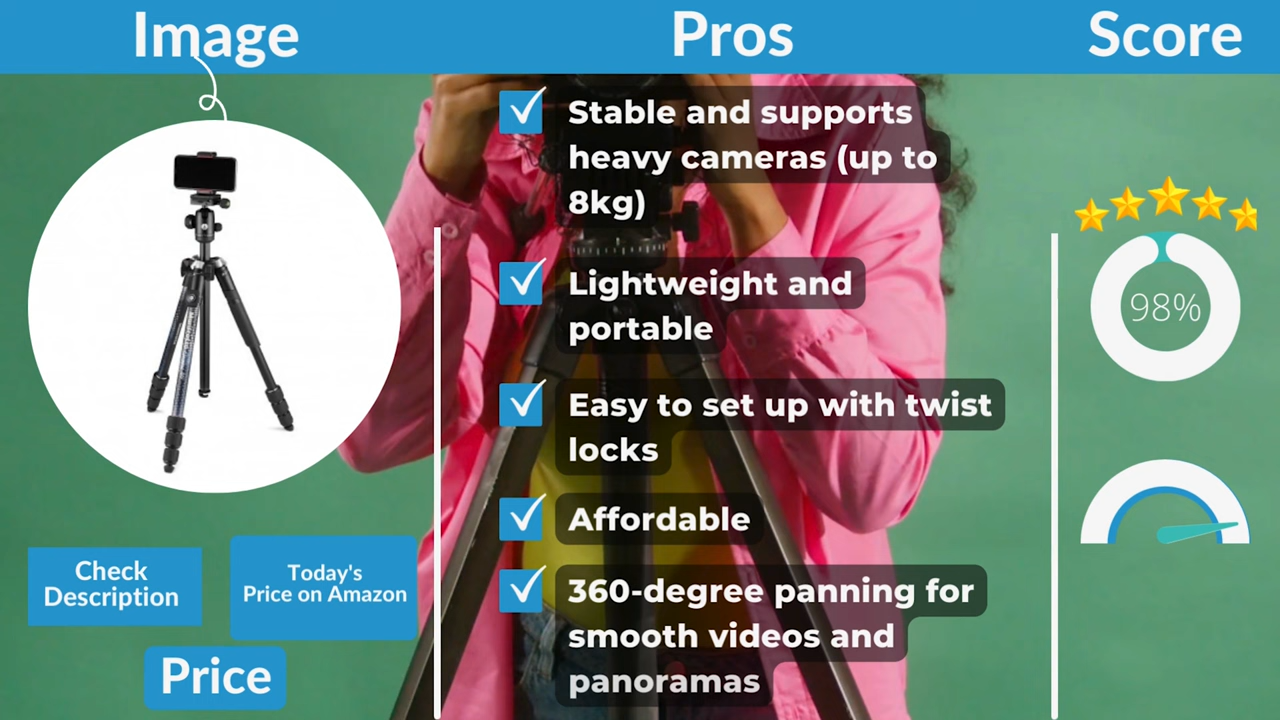 Image
Pros
Score
Stable and supports
heavy cameras (up to
8kg)
Lightweight and
portable
Easy to set up with twist
locks
Affordable
360-degree panning for
smooth videos and
panoramas
98%
Check
Description
Today's
Price on Amazon
Price